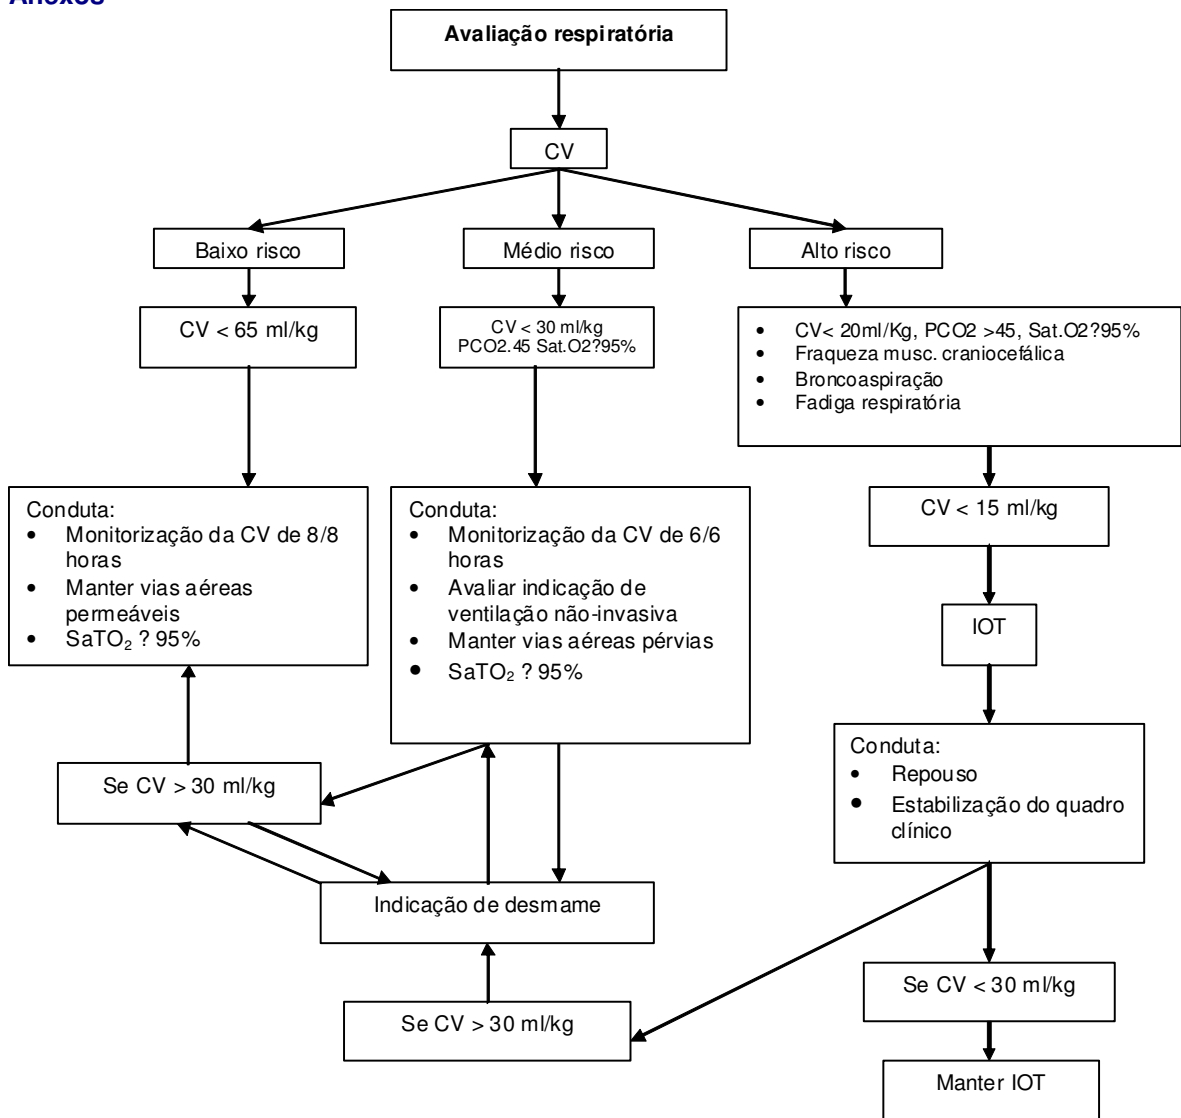 Anexos
Avaliação respiratória
CV
Baixo risco
Médio risco
Alto risco
CV < 65 ml/kg
CV < 30 ml/kg
PCO2.45 Sat.O2?95%
• CV< 20ml/Kg, PCO2 >45, Sat.O2?95%
• Fraqueza musc. craniocefálica
• Broncoaspiração
• Fadiga respiratória
Conduta:
• Monitorização da CV de 8/8
horas
• Manter vias aéreas
permeáveis
• SaTO₂ ? 95%
Conduta:
• Monitorização da CV de 6/6
horas
• Avaliar indicação de
ventilação não-invasiva
• Manter vias aéreas pérvias
• SaTO₂ ? 95%
CV < 15 ml/kg
IOT
Conduta:
• Repouso
• Estabilização do quadro
clínico
Se CV > 30 ml/kg
Indicação de desmame
Se CV > 30 ml/kg
Se CV < 30 ml/kg
Manter IOT